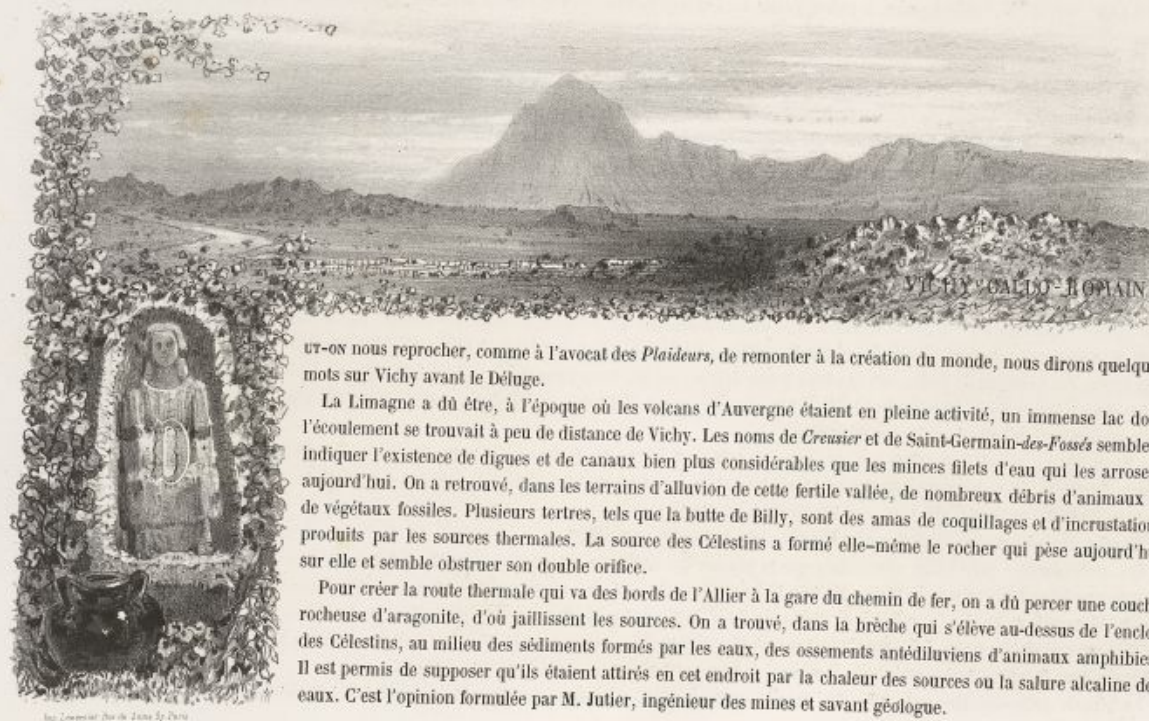 VICHY GALLO-ROMAIN
D
UT-ON nous reprocher, comme à l'avocat des Plaideurs, de remonter à la création du monde, nous dirons quelqu
mots sur Vichy avant le Déluge.
La Limagne a dû être, à l'époque où les volcans d'Auvergne étaient en pleine activité, un immense lac do
l'écoulement se trouvait à peu de distance de Vichy. Les noms de Creusier et de Saint-Germain-des-Fossés semble
indiquer l'existence de digues et de canaux bien plus considérables que les minces filets d'eau qui les arrose
aujourd'hui. On a retrouvé, dans les terrains d'alluvion de cette fertile vallée, de nombreux débris d'animaux
de végétaux fossiles. Plusieurs tertres, tels que la butte de Billy, sont des amas de coquillages et d'incrustation
produits par les sources thermales. La source des Célestins a formé elle-même le rocher qui pèse aujourd'h
sur elle et semble obstruer son double orifice.
Pour créer la route thermale qui va des bords de l'Allier à la gare du chemin de fer, on a dû percer une couch
rocheuse d'aragonite, d'où jaillissent les sources. On a trouvé, dans la brèche qui s'élève au-dessus de l'enclo
des Célestins, au milieu des sédiments formés par les eaux, des ossements antédiluviens d'animaux amphibie
Il est permis de supposer qu'ils étaient attirés en cet endroit par la chaleur des sources ou la salure alcaline de
eaux. C'est l'opinion formulée par M. Jutier, ingénieur des mines et savant géologue.
Imp. Lemercier Rue de Seine 57 Paris